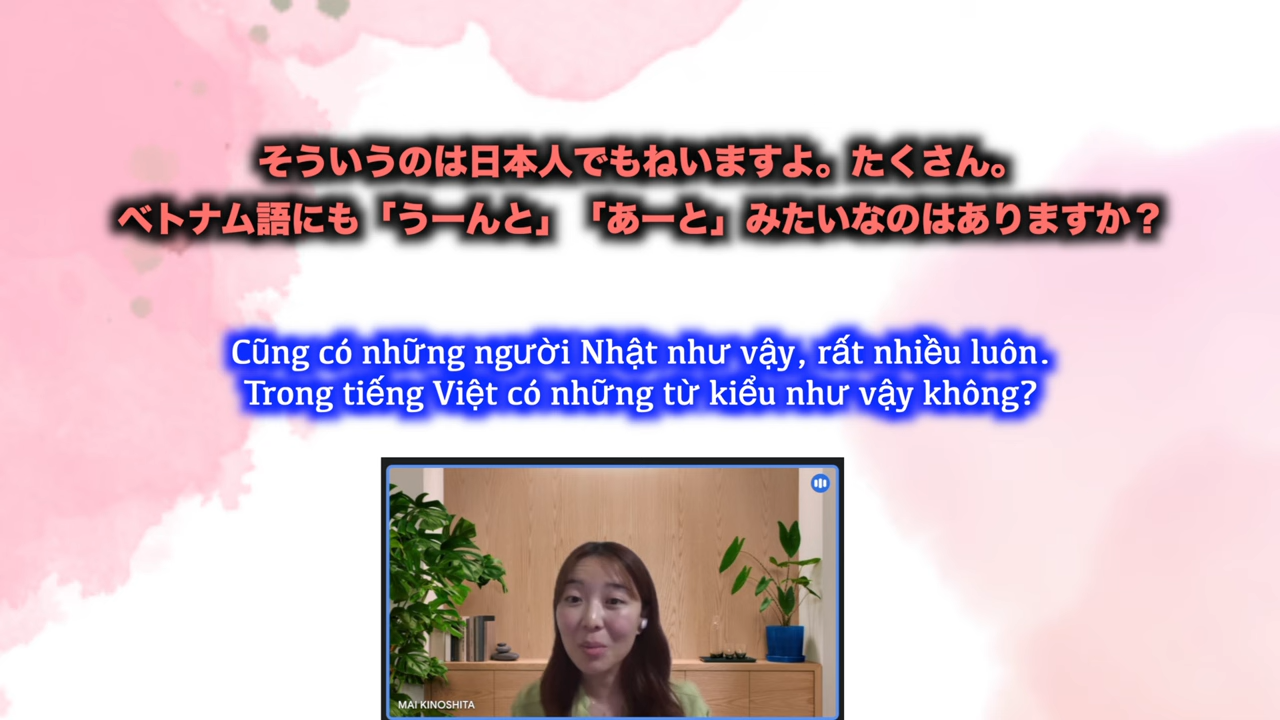 そういうのは日本人でもねいますよ。たくさん。
ベトナム語にも「うーんと」「あーと」みたいなのはありますか？
Cũng có những người Nhật như vậy, rất nhiều luôn.
Trong tiếng Việt có những từ kiểu như vậy không?
MAI KINOSHITA